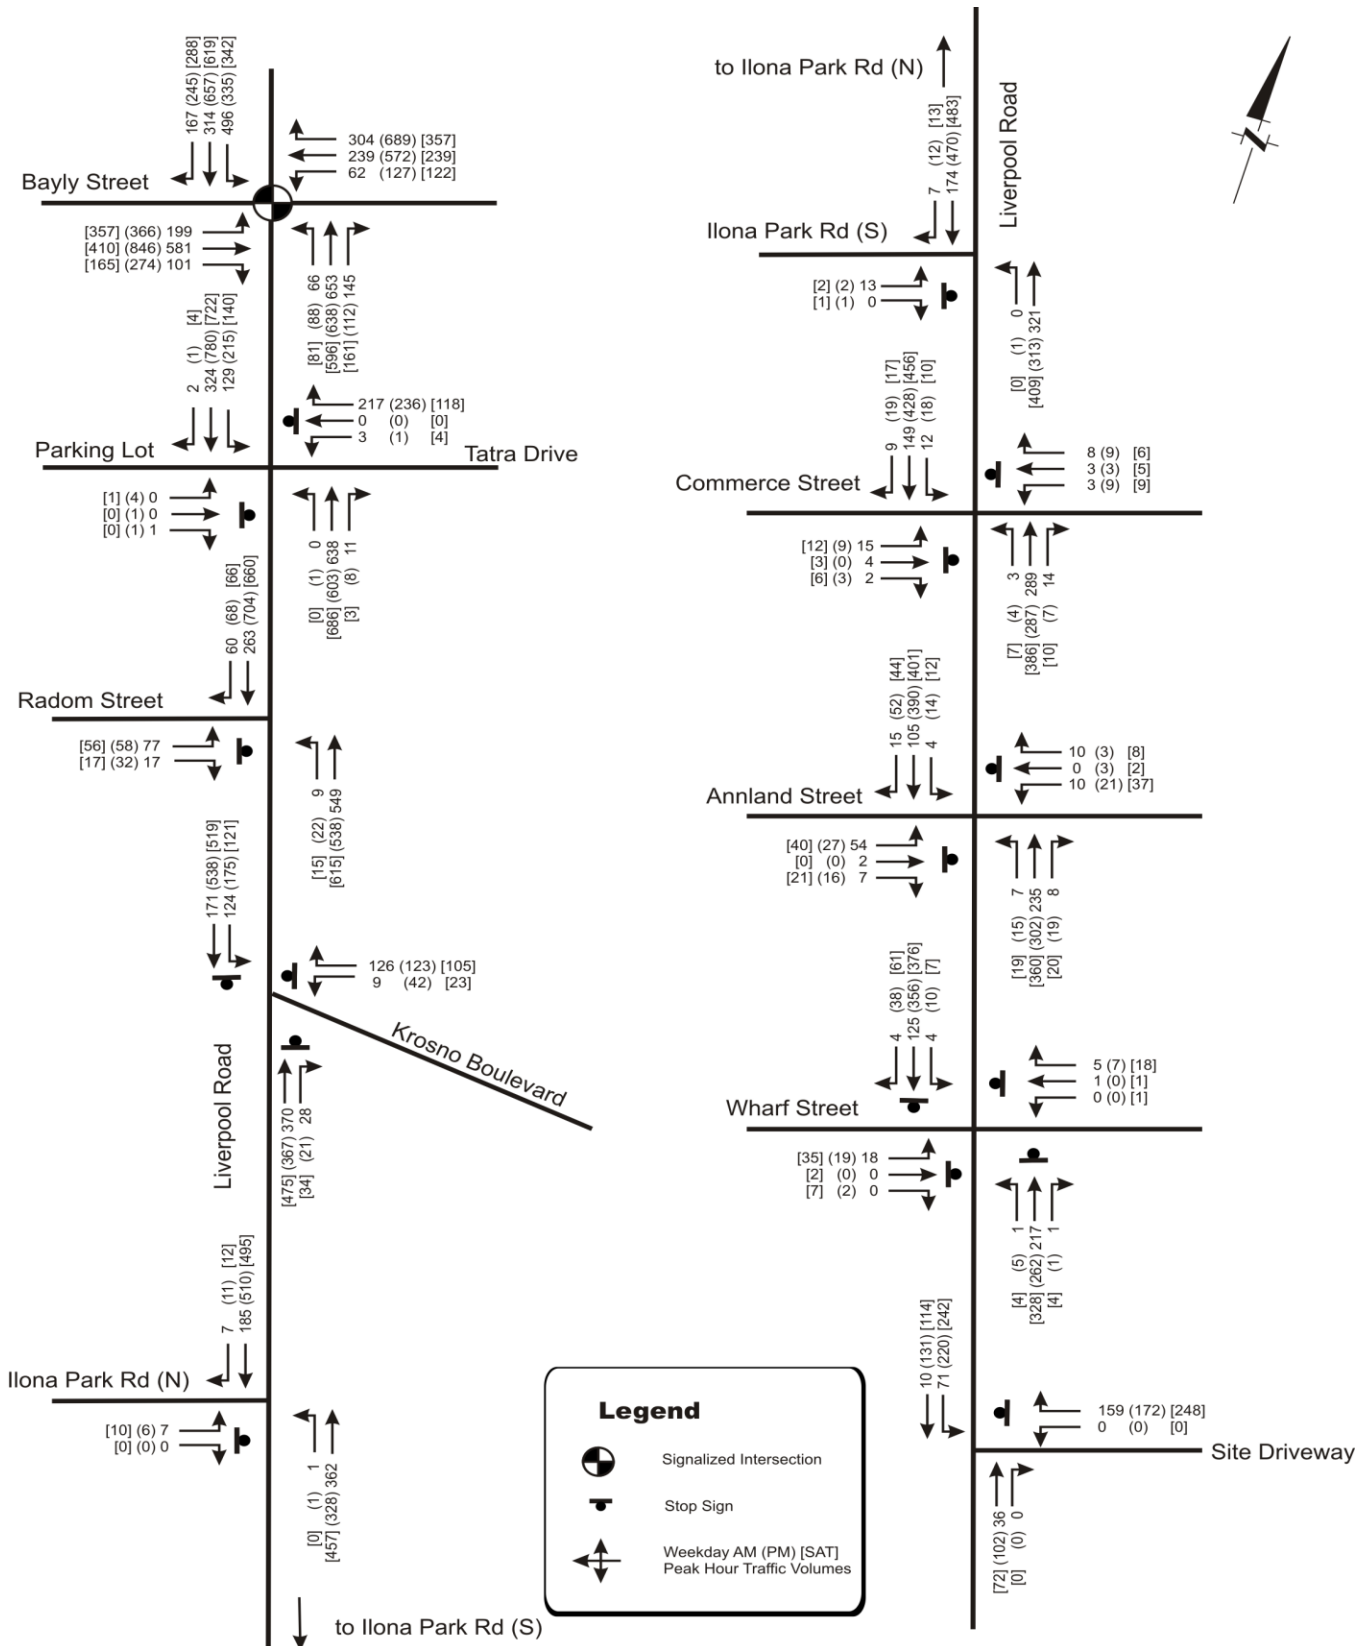 167 (245) [288]
314 (657) [619]
496 (335) [342]
304 (689) [357]
239 (572) [239]
62 (127) [122]
Bayly Street
[357] (366) 199
[410] (846) 581
[165] (274) 101
[81] (88) 66
[596] (638) 653
[161] (112) 145
2 (1) [4]
324 (780) [722]
129 (215) [140]
217 (236) [118]
0 (0) [0]
3 (1) [4]
Parking Lot
Tatra Drive
[1] (4) 0
[0] (1) 0
[0] (1) 1
[0] (1) 0
[686] (603) 638
[3] (8) 11
60 (68) [66]
263 (704) [660]
Radom Street
[56] (58) 77
[17] (32) 17
[15] (22) 9
[615] (538) 549
171 (538) [519]
124 (175) [121]
126 (123) [105]
9 (42) [23]
Krosno Boulevard
Liverpool Road
[475] (367) 370
[34] (21) 28
7 (11) [12]
185 (510) [495]
Ilona Park Rd (N)
[10] (6) 7
[0] (0) 0
[0] (1) 1
[457] (328) 362
to Ilona Park Rd (S)
to Ilona Park Rd (N)
Liverpool Road
7 (12) [13]
174 (470) [483]
N
Ilona Park Rd (S)
[2] (2) 13
[1] (1) 0
[0] (1) 0
[409] (313) 321
9 (19) [17]
149 (428) [456]
12 (18) [10]
8 (9) [6]
3 (3) [5]
3 (9) [9]
Commerce Street
[12] (9) 15
[3] (0) 4
[6] (3) 2
[7] (4) 3
[386] (287) 289
[10] (7) 14
15 (52) [44]
105 (390) [401]
4 (14) [12]
10 (3) [8]
0 (3) [2]
10 (21) [37]
Annland Street
[40] (27) 54
[0] (0) 2
[21] (16) 7
[19] (15) 7
[360] (302) 235
[20] (19) 8
4 (38) [61]
125 (356) [376]
4 (10) [7]
5 (7) [18]
1 (0) [1]
0 (0) [1]
Wharf Street
[35] (19) 18
[2] (0) 0
[7] (2) 0
[4] (5) 1
[328] (262) 217
[4] (1) 1
10 (131) [114]
71 (220) [242]
159 (172) [248]
0 (0) [0]
Site Driveway
[72] (102) 36
[0] (0) 0
Legend
Signalized Intersection
Stop Sign
Weekday AM (PM) [SAT]
Peak Hour Traffic Volumes